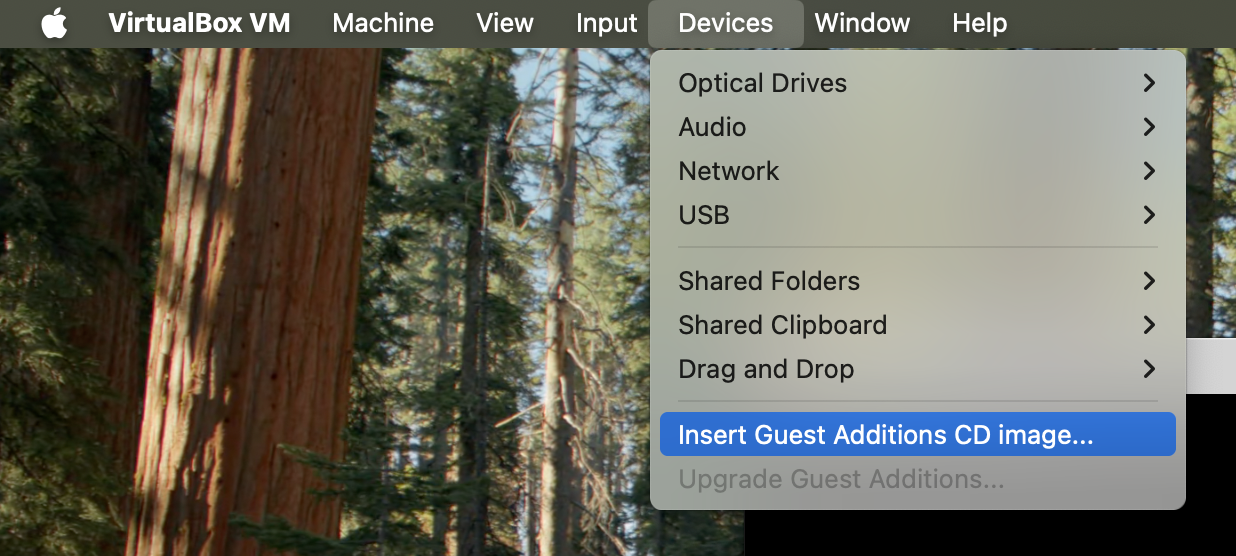 VirtualBox VM Machine View Input Devices Window Help
Optical Drives
Audio
Network
USB
Shared Folders
Shared Clipboard
Drag and Drop
Insert Guest Additions CD image...
Upgrade Guest Additions...